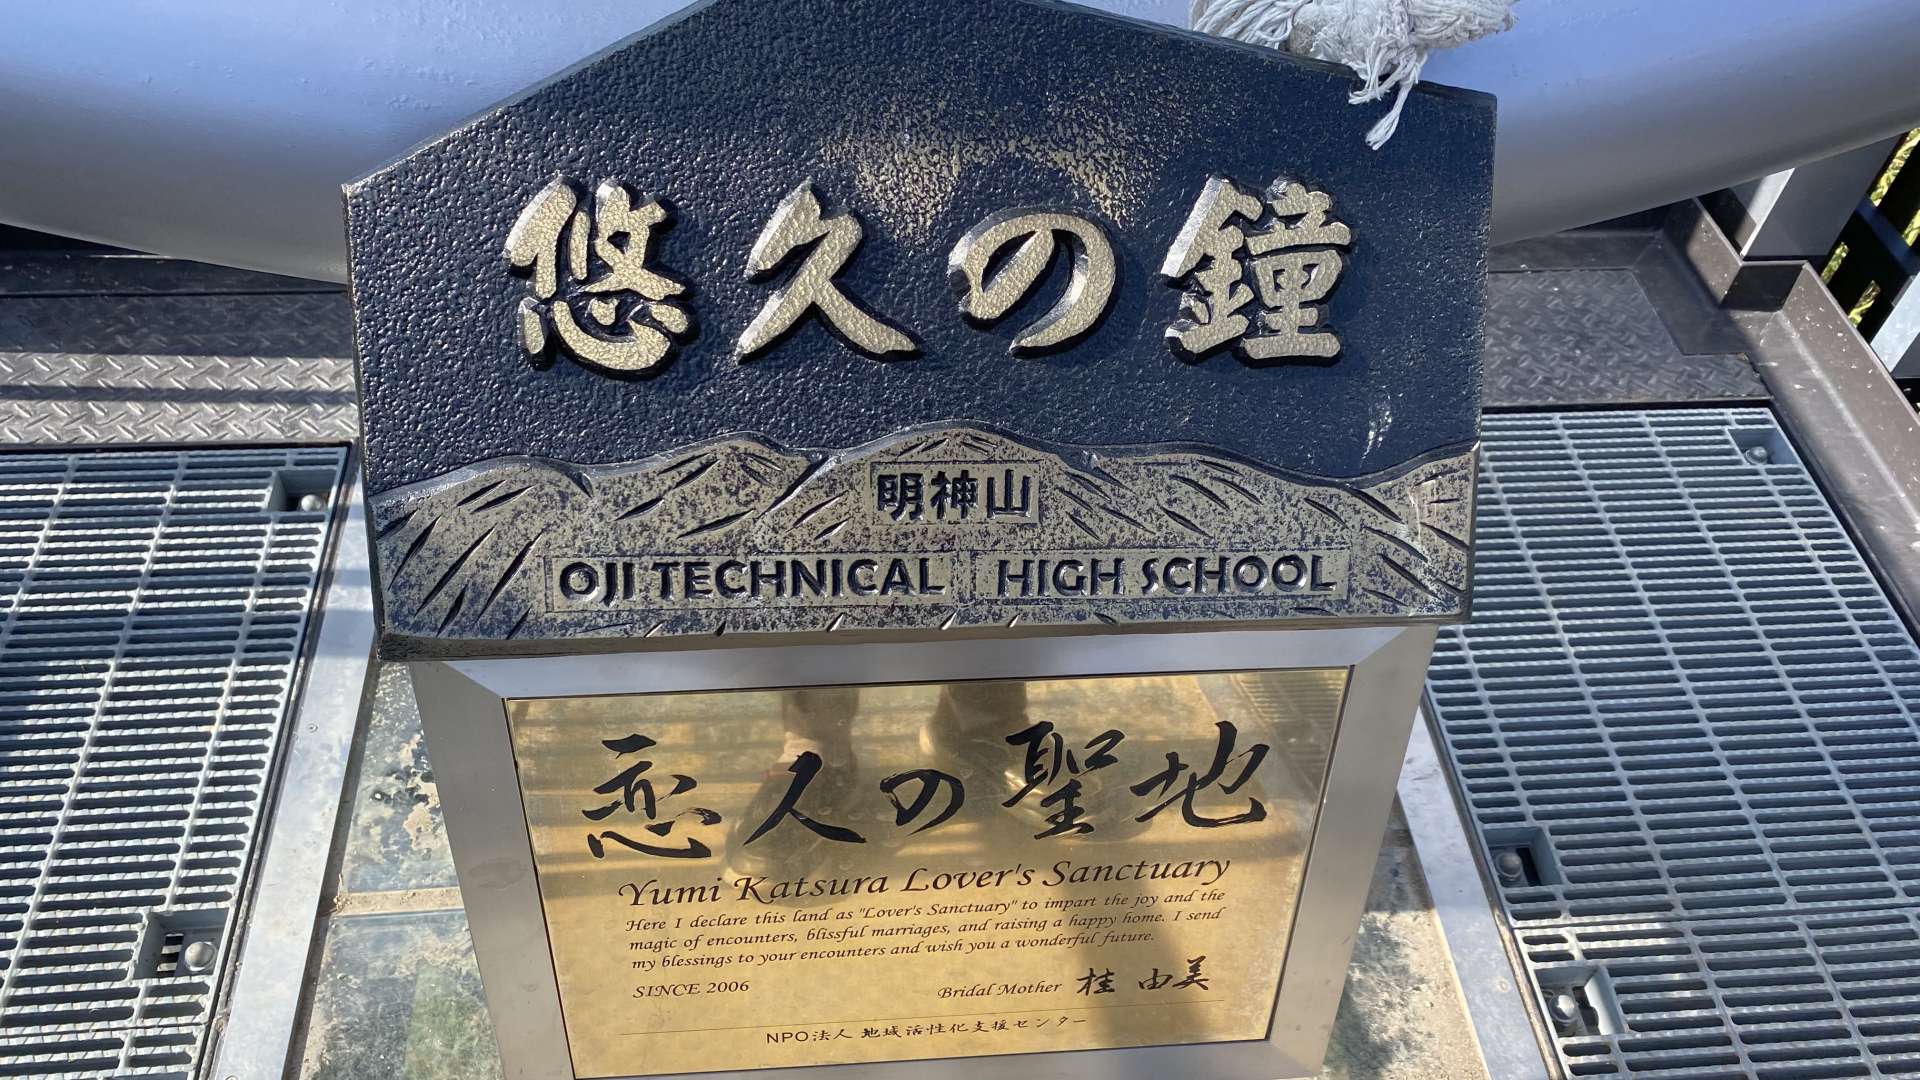 悠久の鐘
明神山
OJI TECHNICAL HIGH SCHOOL
恋人の聖地
Yumi Katsura Lover's Sanctuary
Here I declare this land as "Lover's Sanctuary" to impart the joy and the
magic of encounters, blissful marriages, and raising a happy home. I send
my blessings to your encounters and wish you a wonderful future.
SINCE 2006
Bridal Mother 桂 由美
NPO法人 地域活性化支援センター